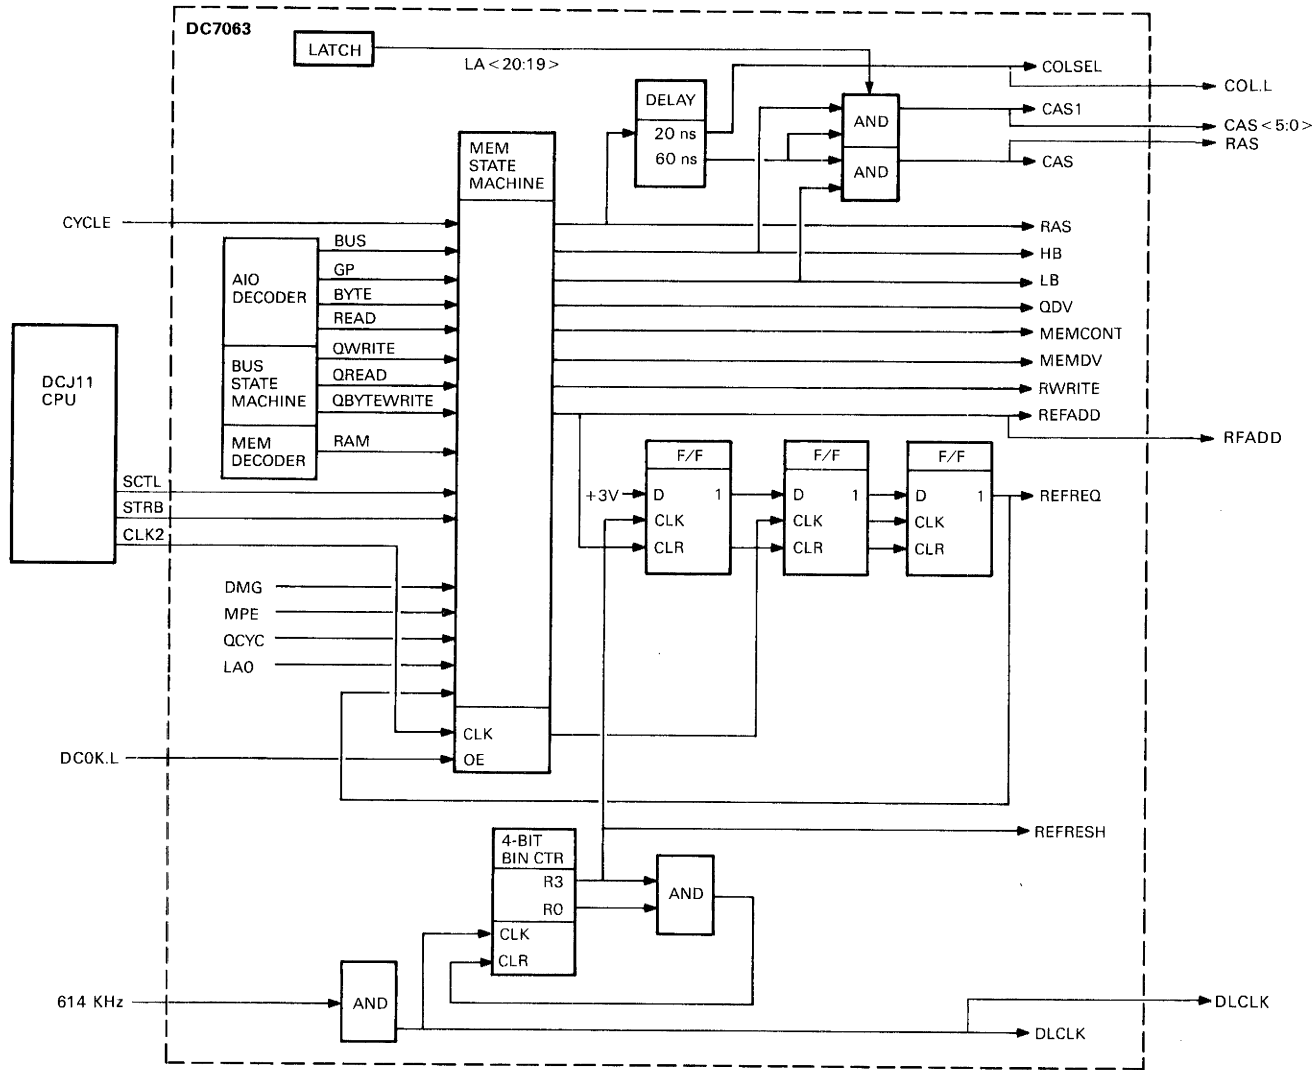 DC7063
LATCH
LA<20:19>
COLSEL
COL.L
DELAY
20 ns
60 ns
AND
AND
CAS1
CAS<5:0>
RAS
CAS
MEM
STATE
MACHINE
CYCLE
RAS
HB
LB
QDV
MEMCONT
MEMDV
RWRITE
REFADD
RFADD
AIO
DECODER
BUS
GP
BYTE
READ
BUS
STATE
MACHINE
QWRITE
QREAD
QBYTEWRITE
MEM
DECODER
RAM
DCJ11
CPU
SCTL
STRB
CLK2
F/F
D 1
CLK
CLR
F/F
D
CLK
CLR
F/F
D 1
CLK
CLR
+3V
REFREQ
DMG
MPE
QCYC
LA0
CLK
OE
DC0K.L
REFRESH
4-BIT
BIN CTR
R3
R0
CLK
CLR
AND
614 KHz
AND
DLCLK
DLCLK